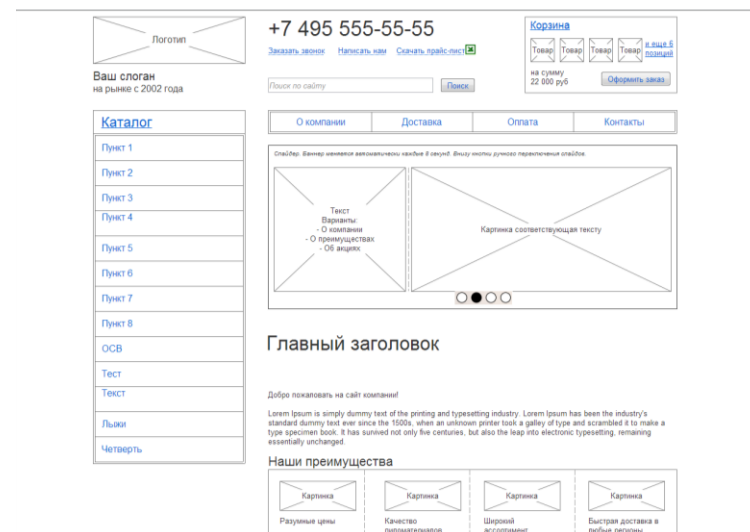 Логотип
Ваш слоган
на рынке с 2002 года
+7 495 555-55-55
Заказать звонок Написать нам Скачать прайс-лист
Поиск по сайту Поиск
Корзина
Товар Товар Товар Товар и еще 5
позиций
на сумму
22 000 руб
Оформить заказ
Каталог
Пункт 1
Пункт 2
Пункт 3
Пункт 4
Пункт 5
Пункт 6
Пункт 7
Пункт 8
ОСВ
Тест
Текст
Лыжи
Четверть
О компании Доставка Оплата Контакты
Слайдер. Баннер меняется автоматически каждые 8 секунд. Внизу кнопки ручного переключения слайдов.
Текст
Варианты:
- О компании
- О преимуществах
- Об акциях
Картинка соответствующая тексту
Главный заголовок
Добро пожаловать на сайт компании!
Lorem Ipsum is simply dummy text of the printing and typesetting industry. Lorem Ipsum has been the industry's
standard dummy text ever since the 1500s, when an unknown printer took a galley of type and scrambled it to make a
type specimen book. It has survived not only five centuries, but also the leap into electronic typesetting, remaining
essentially unchanged.
Наши преимущества
Картинка Картинка Картинка Картинка
Разумные цены Качество Широкий Быстрая доставка в
пиломатериалов ассортимент любые регионы